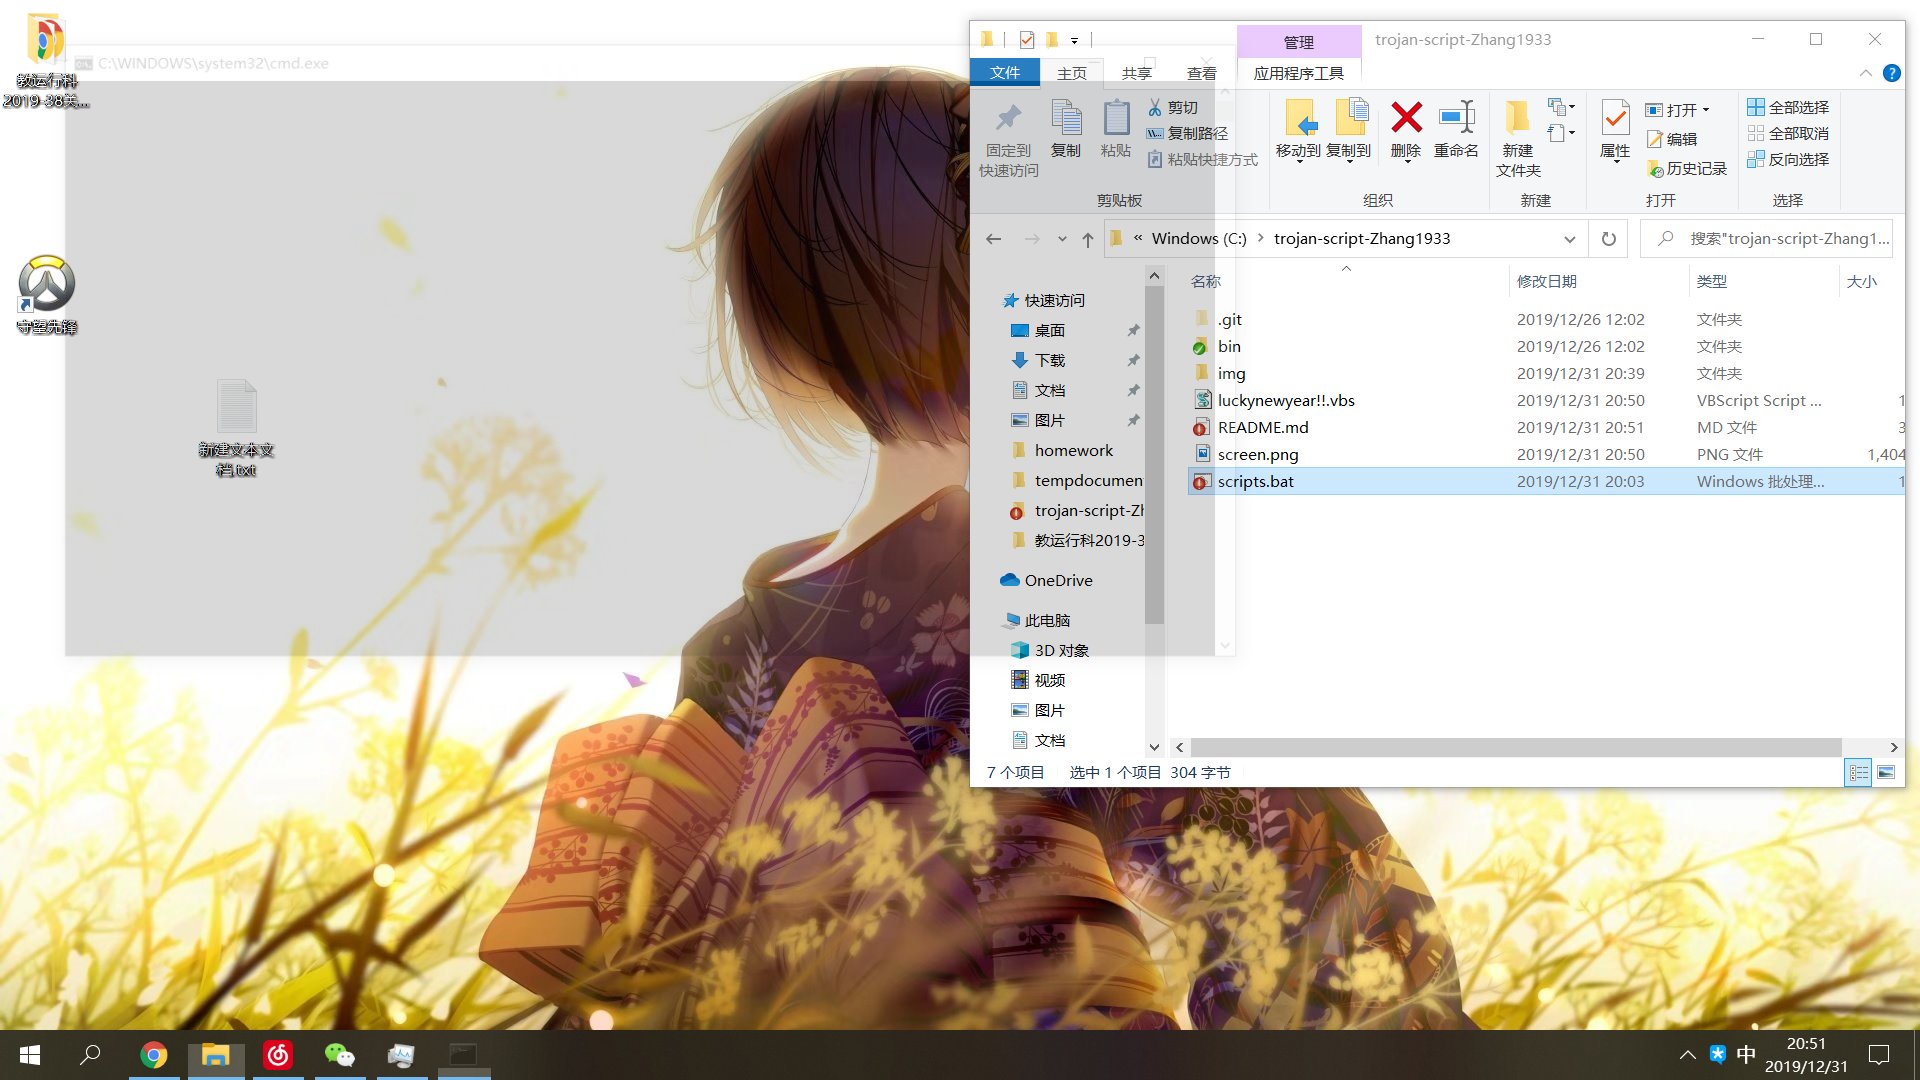 教运行科
2019-38关...
守望先锋
新建文本文
档.txt
C:\WINDOWS\system32\cmd.exe
管理
trojan-script-Zhang1933
文件
主页
共享
查看
应用程序工具
固定到
快速访问
复制
粘贴
剪切
复制路径
粘贴快捷方式
剪贴板
移动到
复制到
删除
重命名
组织
新建
文件夹
新建
属性
打开
编辑
历史记录
打开
全部选择
全部取消
反向选择
选择
« Windows (C:) > trojan-script-Zhang1933
搜索"trojan-script-Zhang1...
快速访问
桌面
下载
文档
图片
homework
tempdocumen
trojan-script-Zh
教运行科2019-3
OneDrive
此电脑
3D 对象
视频
图片
文档
名称 修改日期 类型 大小
.git 2019/12/26 12:02 文件夹
bin 2019/12/26 12:02 文件夹
img 2019/12/31 20:39 文件夹
luckynewyear!!.vbs 2019/12/31 20:50 VBScript Script ... 1
README.md 2019/12/31 20:51 MD 文件 3
screen.png 2019/12/31 20:50 PNG 文件 1,404
scripts.bat 2019/12/31 20:03 Windows 批处理... 1
7 个项目 选中 1 个项目 304 字节
中
20:51
2019/12/31